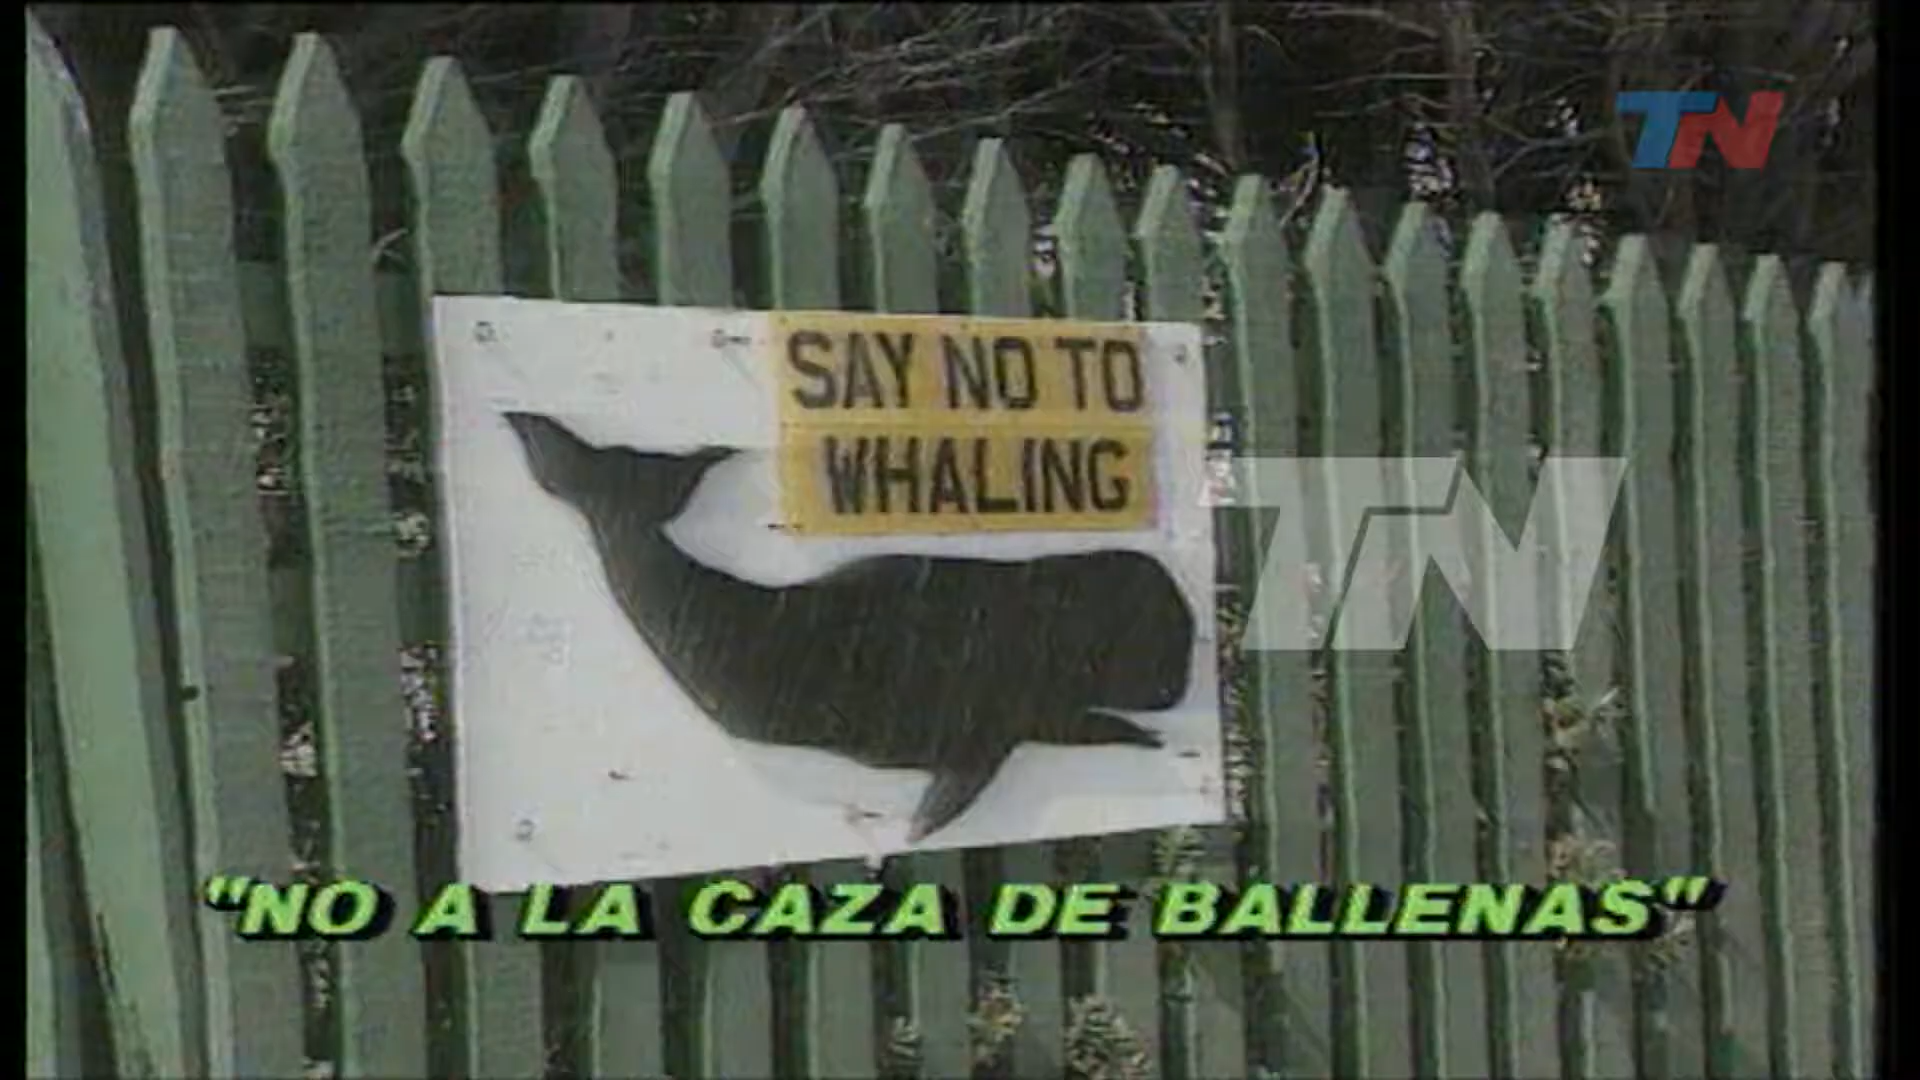 TN
SAY NO TO
WHALING
TN
"NO A LA CAZA DE BALLENAS"